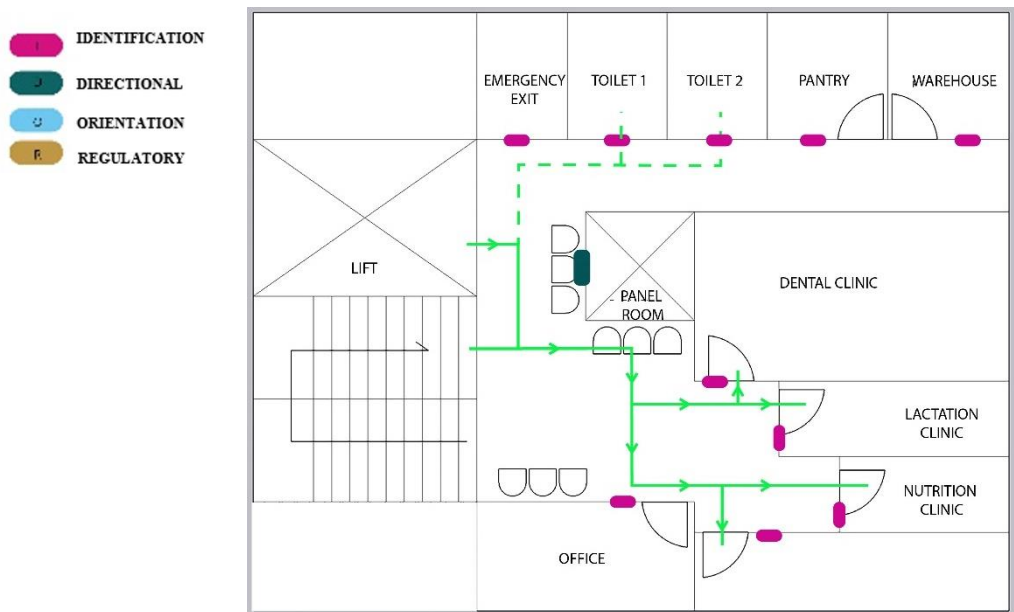 I
IDENTIFICATION
DIRECTIONAL
O
ORIENTATION
R
REGULATORY
EMERGENCY
EXIT
TOILET 1
TOILET 2
PANTRY
WAREHOUSE
LIFT
PANEL
ROOM
DENTAL CLINIC
LACTATION
CLINIC
NUTRITION
CLINIC
OFFICE